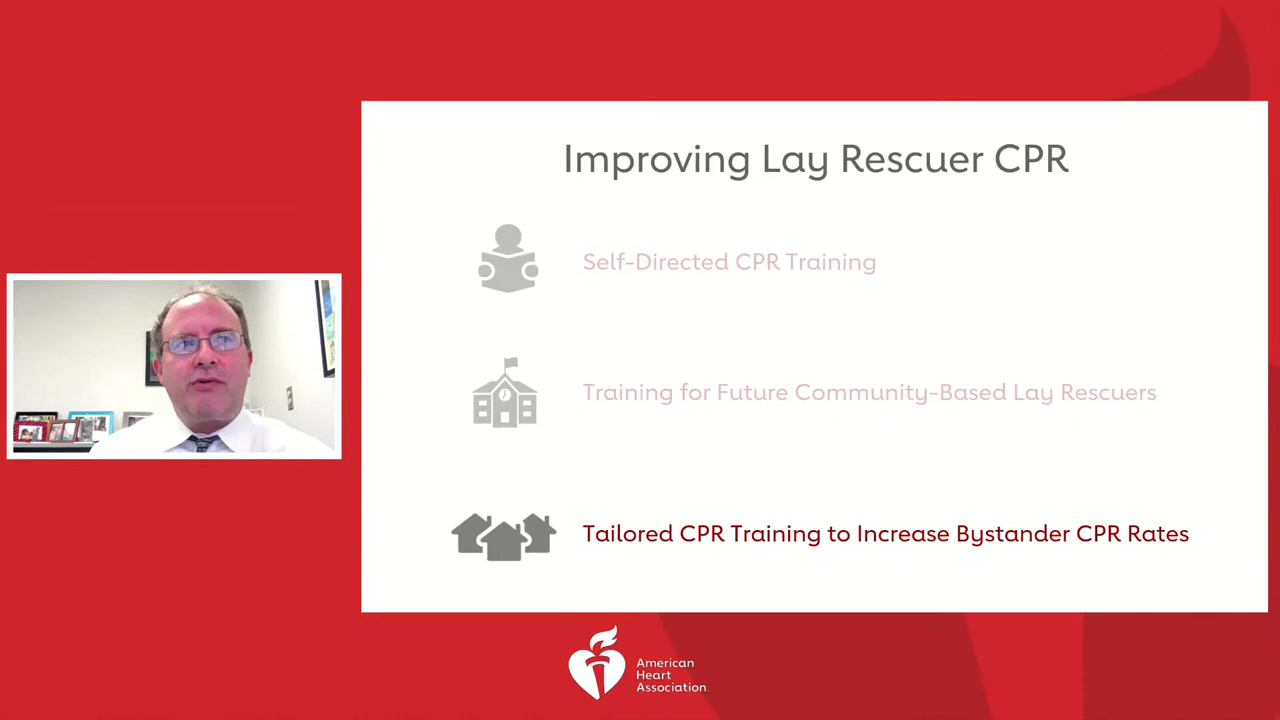 Improving Lay Rescuer CPR
Self-Directed CPR Training
Training for Future Community-Based Lay Rescuers
Tailored CPR Training to Increase Bystander CPR Rates
American
Heart
Association.